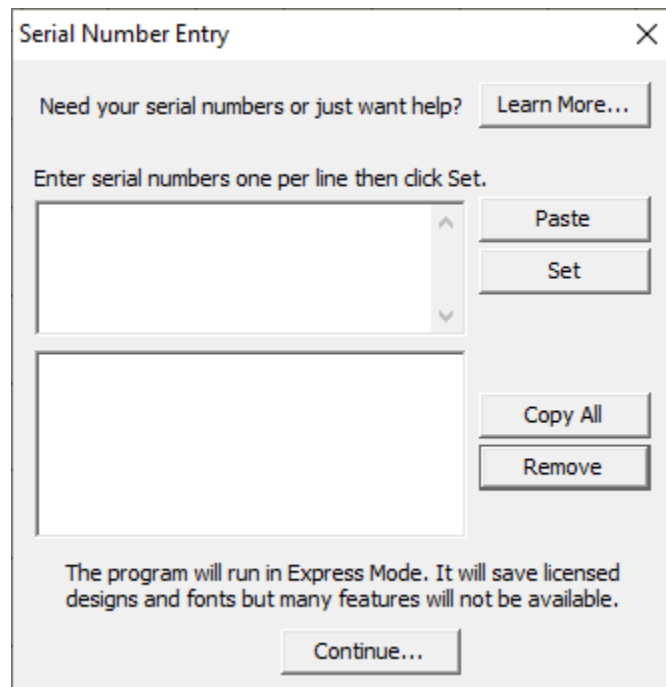 Serial Number Entry
Need your serial numbers or just want help?
Learn More...
Enter serial numbers one per line then click Set.
Paste
Set
Copy All
Remove
The program will run in Express Mode. It will save licensed
designs and fonts but many features will not be available.
Continue...